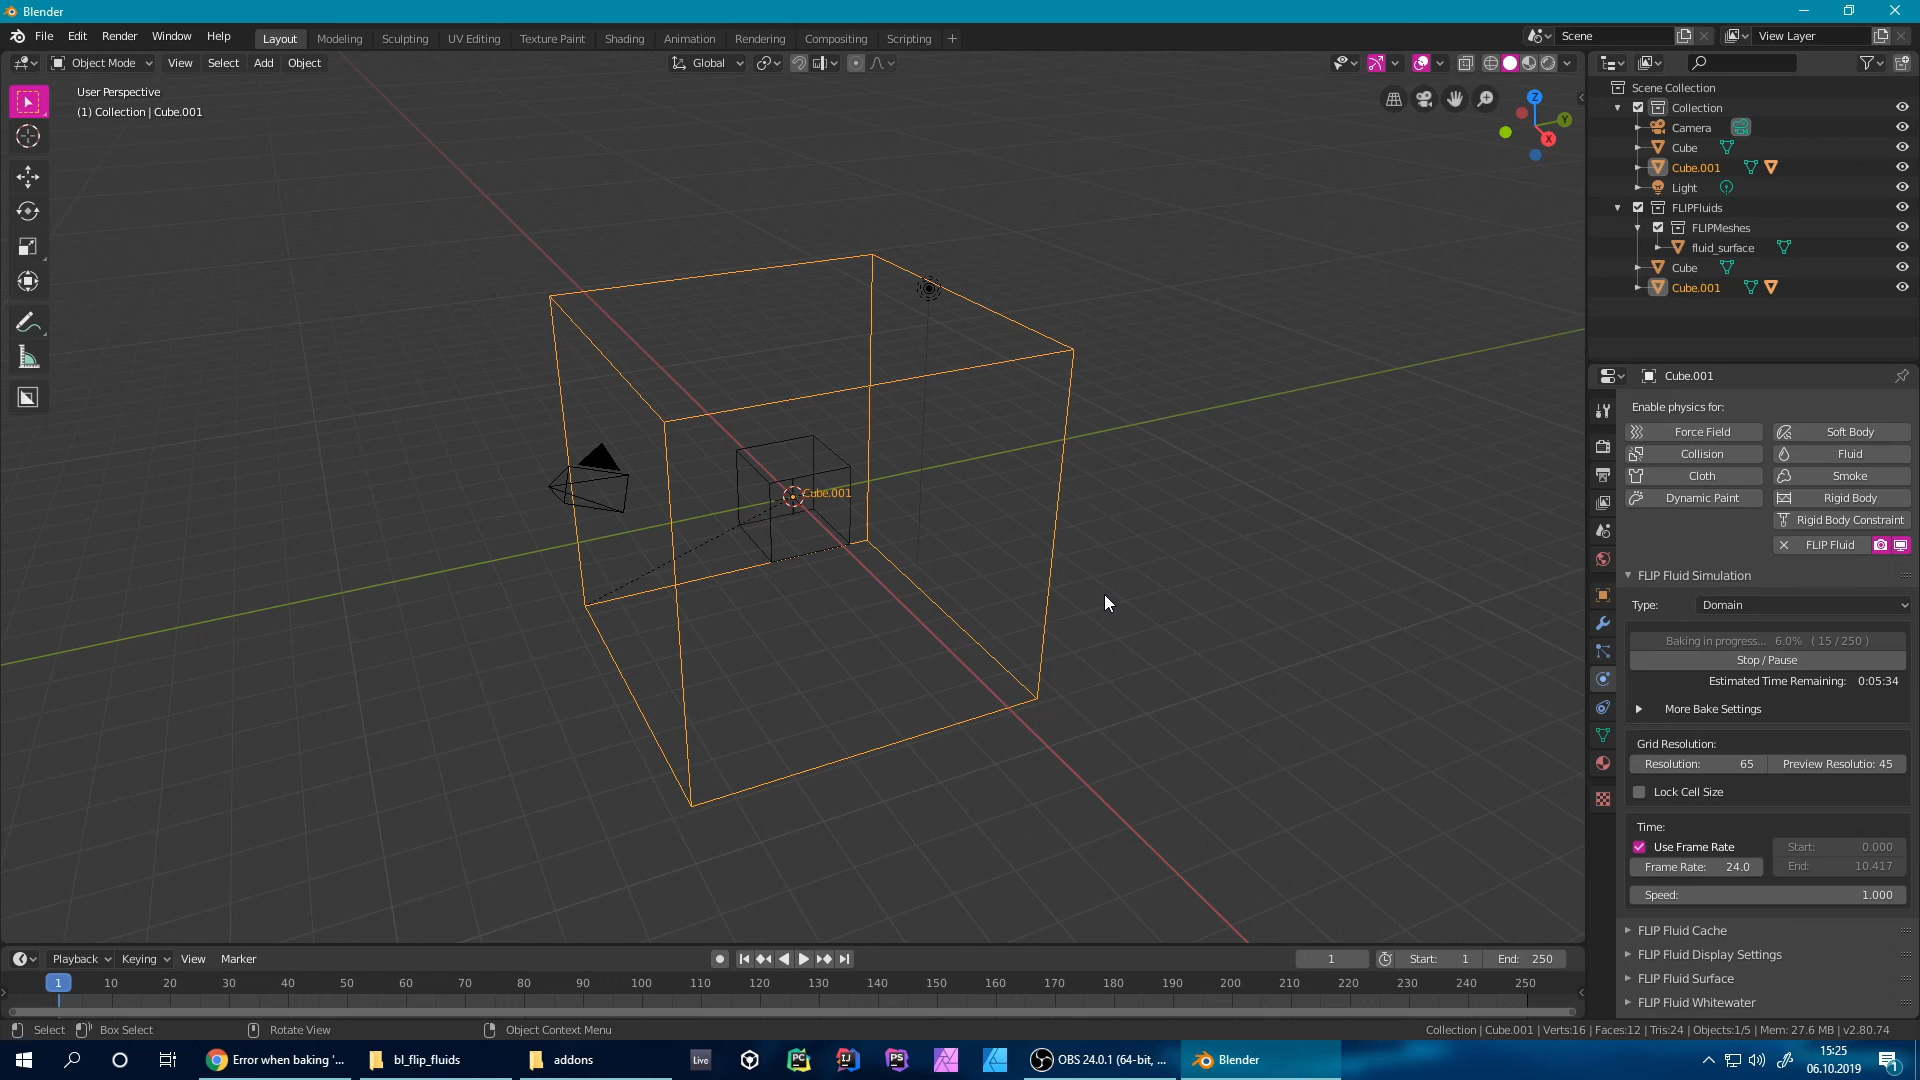 Blender
File Edit Render Window Help
Layout Modeling Sculpting UV Editing Texture Paint Shading Animation Rendering Compositing Scripting +
Scene
View Layer
Object Mode View Select Add Object
Global
User Perspective
(1) Collection | Cube.001
Z
Y
X
Cube.001
Scene Collection
Collection
Camera
Cube
Cube.001
Light
FLIPFluids
FLIPMeshes
fluid_surface
Cube
Cube.001
Cube.001
Enable physics for:
Force Field Soft Body
Collision Fluid
Cloth Smoke
Dynamic Paint Rigid Body
Rigid Body Constraint
FLIP Fluid
FLIP Fluid Simulation
Type: Domain
Baking in progress... 6.0% ( 15 / 250 )
Stop / Pause
Estimated Time Remaining: 0:05:34
More Bake Settings
Grid Resolution:
Resolution: 65 Preview Resolutio: 45
Lock Cell Size
Time:
Use Frame Rate Start: 0.000
Frame Rate: 24.0 End: 10.417
Speed: 1.000
FLIP Fluid Cache
FLIP Fluid Display Settings
FLIP Fluid Surface
FLIP Fluid Whitewater
Playback Keying View Marker
1 Start: 1 End: 250
1 10 20 30 40 50 60 70 80 90 100 110 120 130 140 150 160 170 180 190 200 210 220 230 240 250
Select Box Select Rotate View Object Context Menu
Collection | Cube.001 | Verts:16 | Faces:12 | Tris:24 | Objects:1/5 | Mem: 27.6 MB | v2.80.74
Error when baking '... bl_flip_fluids addons Live PC IJ PS OBS 24.0.1 (64-bit, ... Blender
15:25
06.10.2019
1